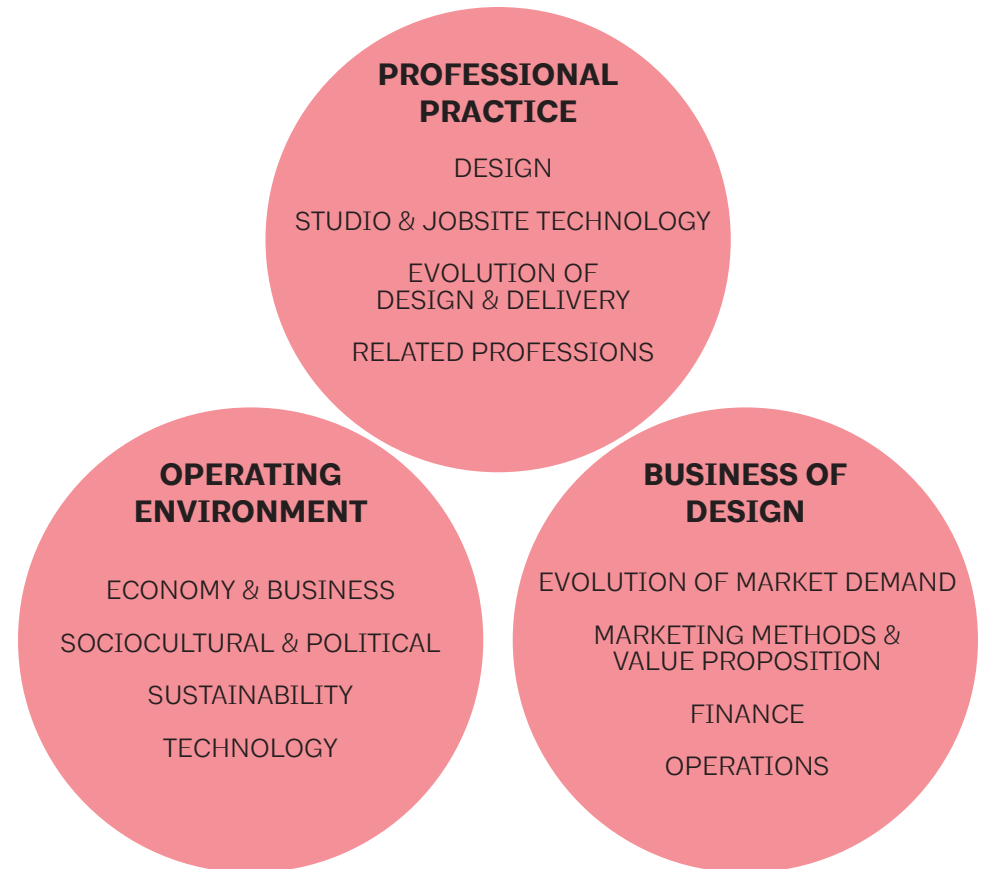 PROFESSIONAL
PRACTICE
DESIGN
STUDIO & JOBSITE TECHNOLOGY
EVOLUTION OF
DESIGN & DELIVERY
RELATED PROFESSIONS
OPERATING
ENVIRONMENT
ECONOMY & BUSINESS
SOCIOCULTURAL & POLITICAL
SUSTAINABILITY
TECHNOLOGY
BUSINESS OF
DESIGN
EVOLUTION OF MARKET DEMAND
MARKETING METHODS &
VALUE PROPOSITION
FINANCE
OPERATIONS